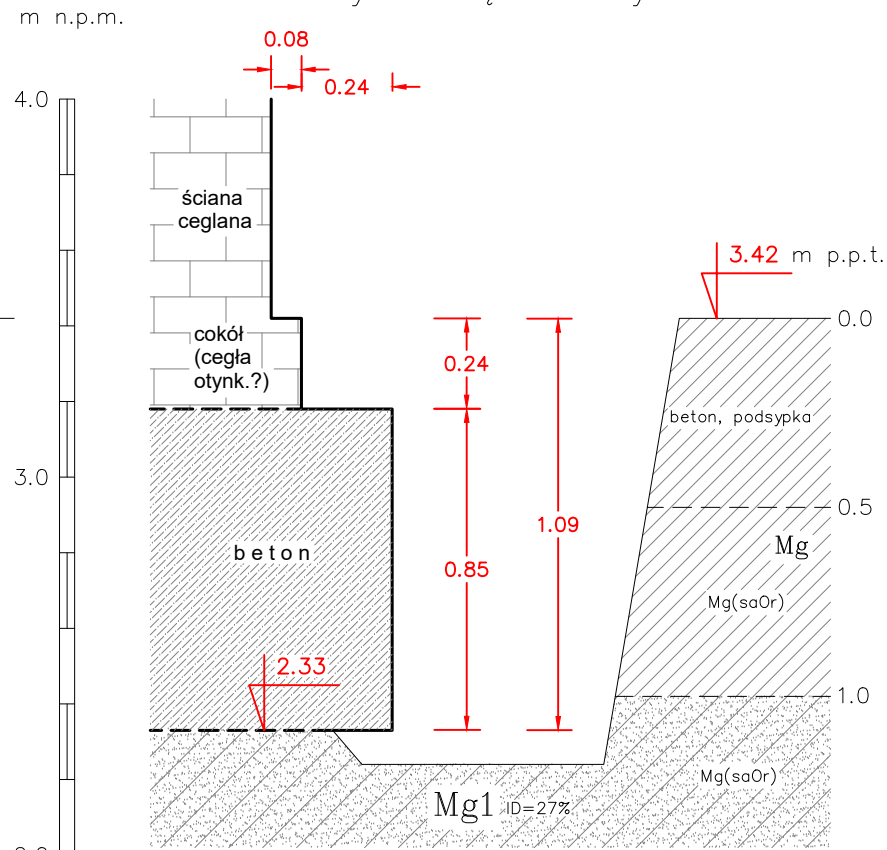 m n.p.m.
0.08
0.24
4.0
ściana
ceglana
3.42 m p.p.t.
0.0
cokół
(cegła
otynk.?)
0.24
beton, podsypka
3.0
0.5
1.09
Mg
beton
0.85
Mg(saOr)
2.33
1.0
Mg(saOr)
Mg1 ID=27%